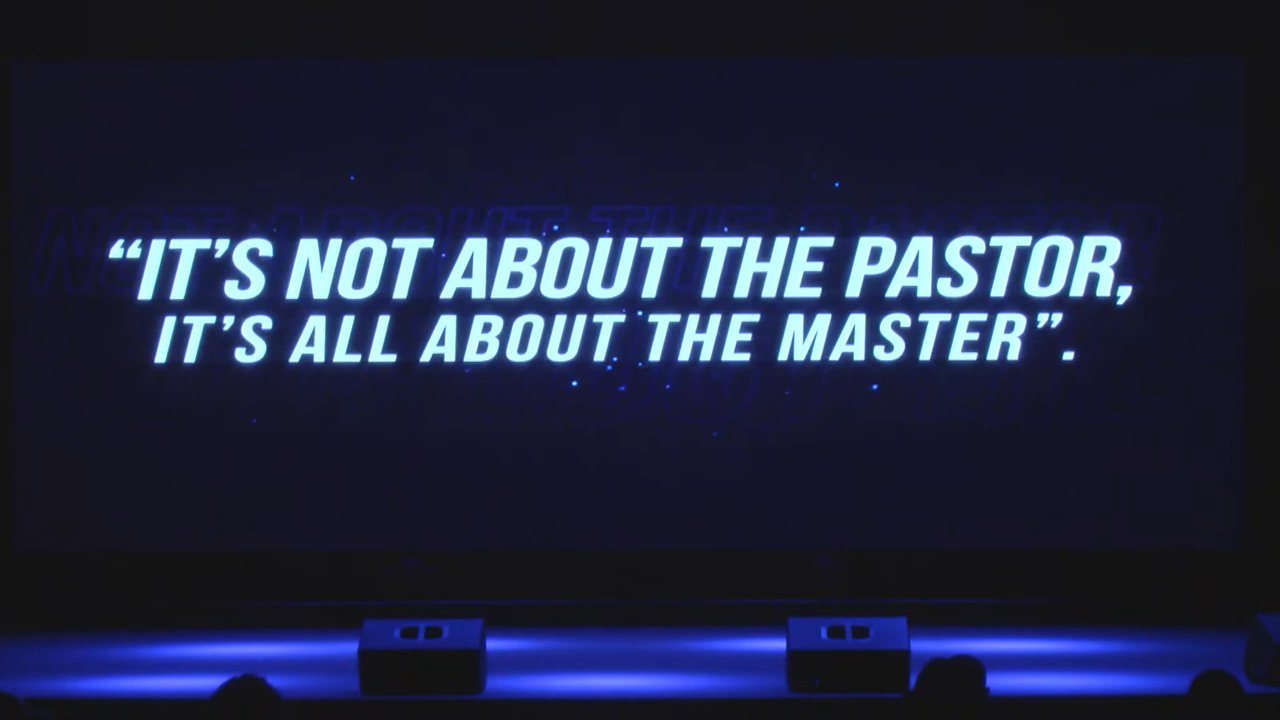 “IT’S NOT ABOUT THE PASTOR,
IT’S ALL ABOUT THE MASTER”.